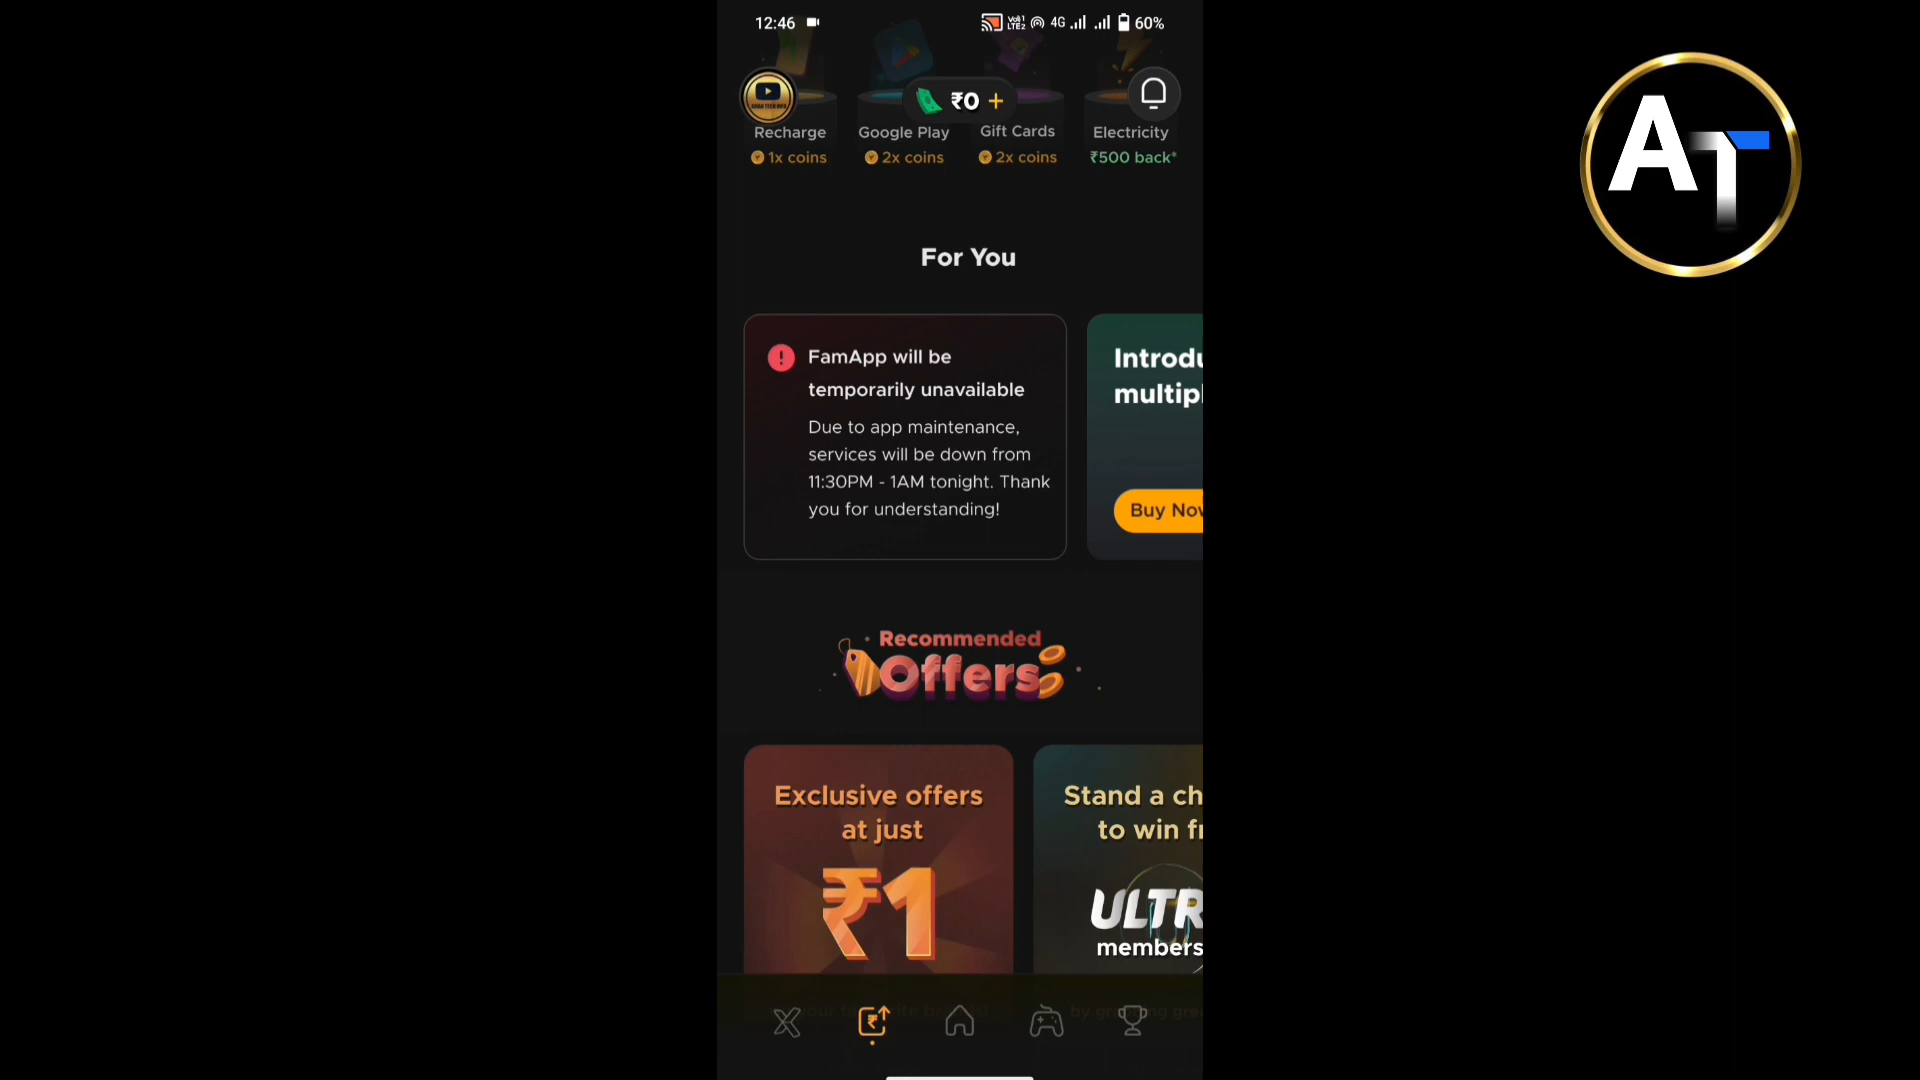 12:46
4G
60%
₹0 +
Recharge
Google Play
Gift Cards
Electricity
1x coins
2x coins
2x coins
₹500 back*
For You
FamApp will be
temporarily unavailable
Due to app maintenance,
services will be down from
11:30PM - 1AM tonight. Thank
you for understanding!
Introdu
multipl
Buy Now
Recommended
Offers
Exclusive offers
at just
₹1
Stand a ch
to win fr
ULTR
members
AT